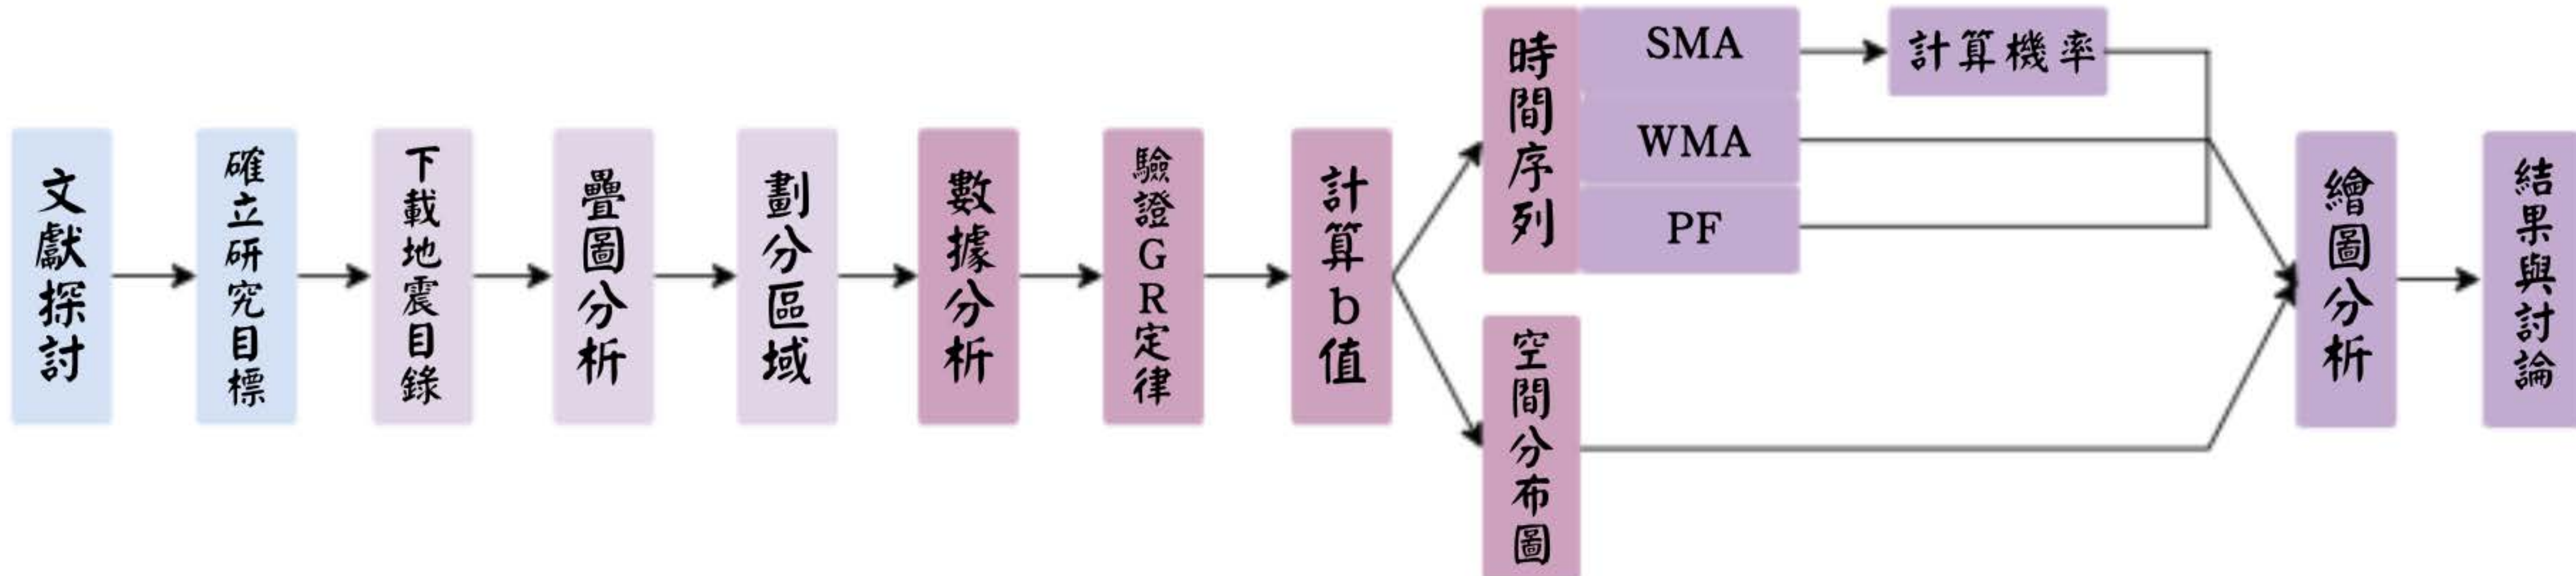 文獻探討
確立研究目標
下載地震目錄
疊圖分析
劃分區域
數據分析
驗證GR定律
計算b值
時間序列
SMA
計算機率
WMA
PF
空間分布圖
繪圖分析
結果與討論